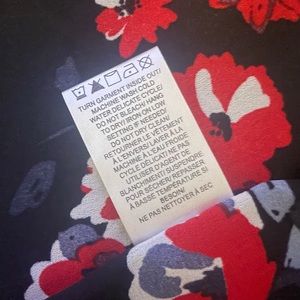 TURN GARMENT INSIDE OUT/
MACHINE WASH COLD
WATER DELICATE CYCLE/
DO NOT BLEACH HANG
TO DRY/ IRON ON LOW
SETTING IF NEEDED/
DO NOT DRY CLEAN/
RETOURNER LE VÊTEMENT
À L'ENVERS/ LAVER À LA
MACHINE À L'EAU FROIDE
CYCLE DELICAT/ NE PAS
UTILISER D'AGENT DE
BLANCHIMENT/ SUSPENDRE
POUR SÉCHER/ REPASSER
À BASSE TEMPÉRATURE SI
BESOIN/
NE PAS NETTOYER À SEC